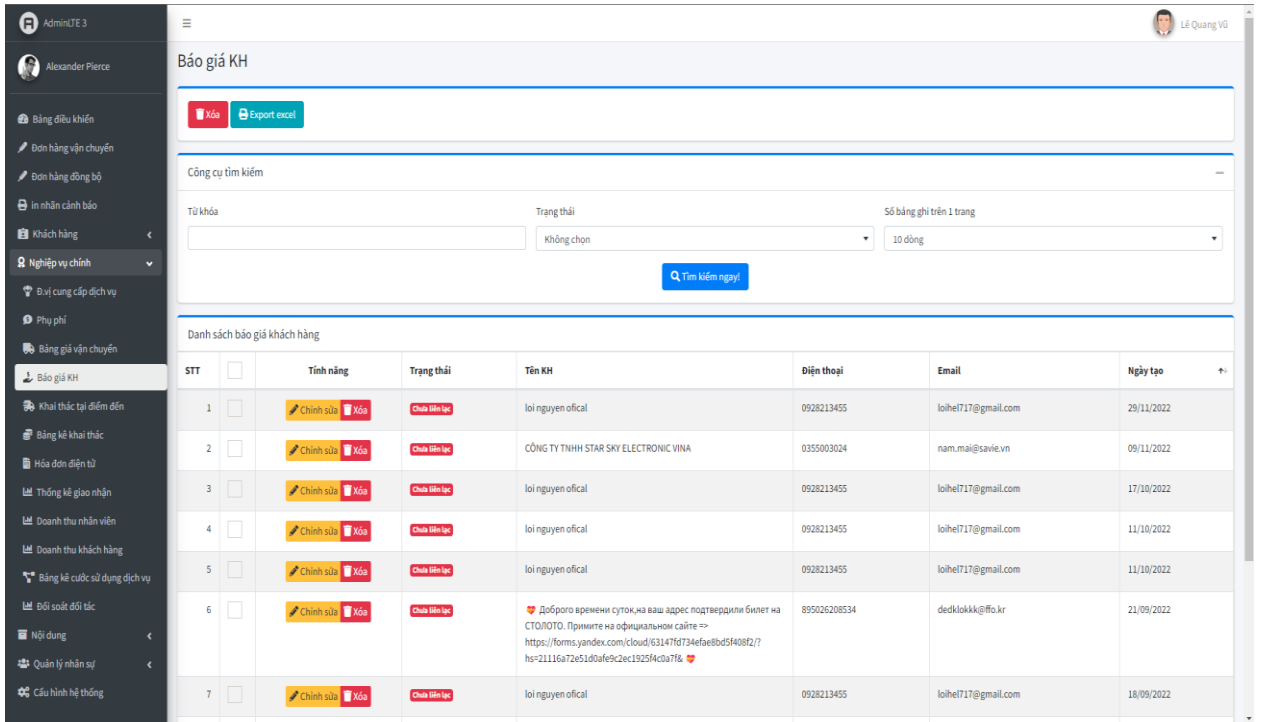 AdminLTE 3
Lê Quang Vũ
Alexander Pierce
Bảng điều khiển
Đơn hàng vận chuyển
Đơn hàng đồng bộ
in nhãn cảnh báo
Khách hàng
Nghiệp vụ chính
Đ.vị cung cấp dịch vụ
Phụ phí
Bảng giá vận chuyển
Báo giá KH
Khai thác tại điểm đến
Bảng kê khai thác
Hóa đơn điện tử
Thống kê giao nhận
Doanh thu nhân viên
Doanh thu khách hàng
Bảng kê cước sử dụng dịch vụ
Đối soát đối tác
Nội dung
Quản lý nhân sự
Cấu hình hệ thống
Báo giá KH
Xóa Export excel
Công cụ tìm kiếm
Từ khóa Trạng thái Số bảng ghi trên 1 trang
Không chọn 10 dòng
Tìm kiếm ngay!
Danh sách báo giá khách hàng
STT Tính năng Trạng thái Tên KH Điện thoại Email Ngày tạo
1 Chỉnh sửa Xóa Chưa liên lạc loi nguyen ofical 0928213455 loihel717@gmail.com 29/11/2022
2 Chỉnh sửa Xóa Chưa liên lạc CÔNG TY TNHH STAR SKY ELECTRONIC VINA 0355003024 nam.mai@savie.vn 09/11/2022
3 Chỉnh sửa Xóa Chưa liên lạc loi nguyen ofical 0928213455 loihel717@gmail.com 17/10/2022
4 Chỉnh sửa Xóa Chưa liên lạc loi nguyen ofical 0928213455 loihel717@gmail.com 11/10/2022
5 Chỉnh sửa Xóa Chưa liên lạc loi nguyen ofical 0928213455 loihel717@gmail.com 11/10/2022
6 Chỉnh sửa Xóa Chưa liên lạc 💝 Доброго времени суток,на ваш адрес подтвердили билет на 895026208534 dedklokkk@ffo.kr 21/09/2022
СТОЛОТО. Примите на официальном сайте =>
https://forms.yandex.com/cloud/63147fd734efae8bd5f408f2/?
hs=21116a72e51d0afe9c2ec1925f4c0a7f& 💝
7 Chỉnh sửa Xóa Chưa liên lạc loi nguyen ofical 0928213455 loihel717@gmail.com 18/09/2022